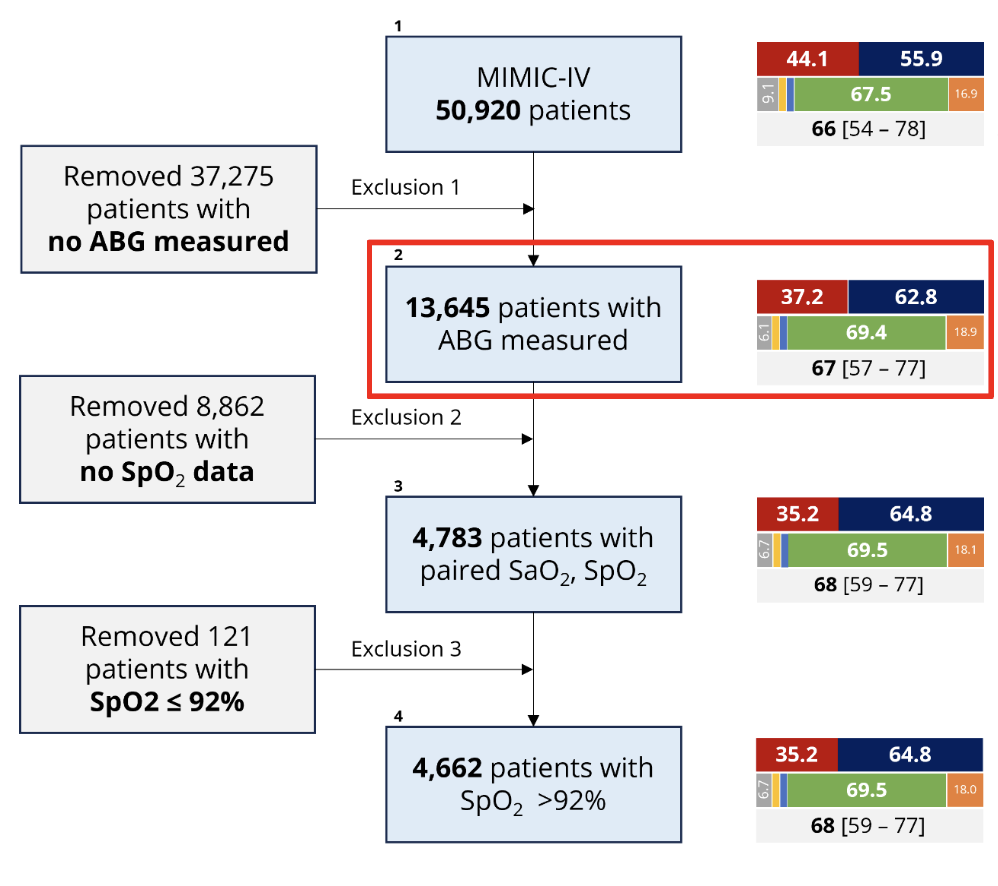 1
MIMIC-IV
50,920 patients
44.1 55.9
9.1 67.5 16.9
66 [54 – 78]
Removed 37,275
patients with
no ABG measured
Exclusion 1
2
13,645 patients with
ABG measured
37.2 62.8
6.1 69.4 18.9
67 [57 – 77]
Removed 8,862
patients with
no SpO₂ data
Exclusion 2
3
4,783 patients with
paired SaO₂, SpO₂
35.2 64.8
6.7 69.5 18.1
68 [59 – 77]
Removed 121
patients with
SpO2 ≤ 92%
Exclusion 3
4
4,662 patients with
SpO₂ >92%
35.2 64.8
6.7 69.5 18.0
68 [59 – 77]